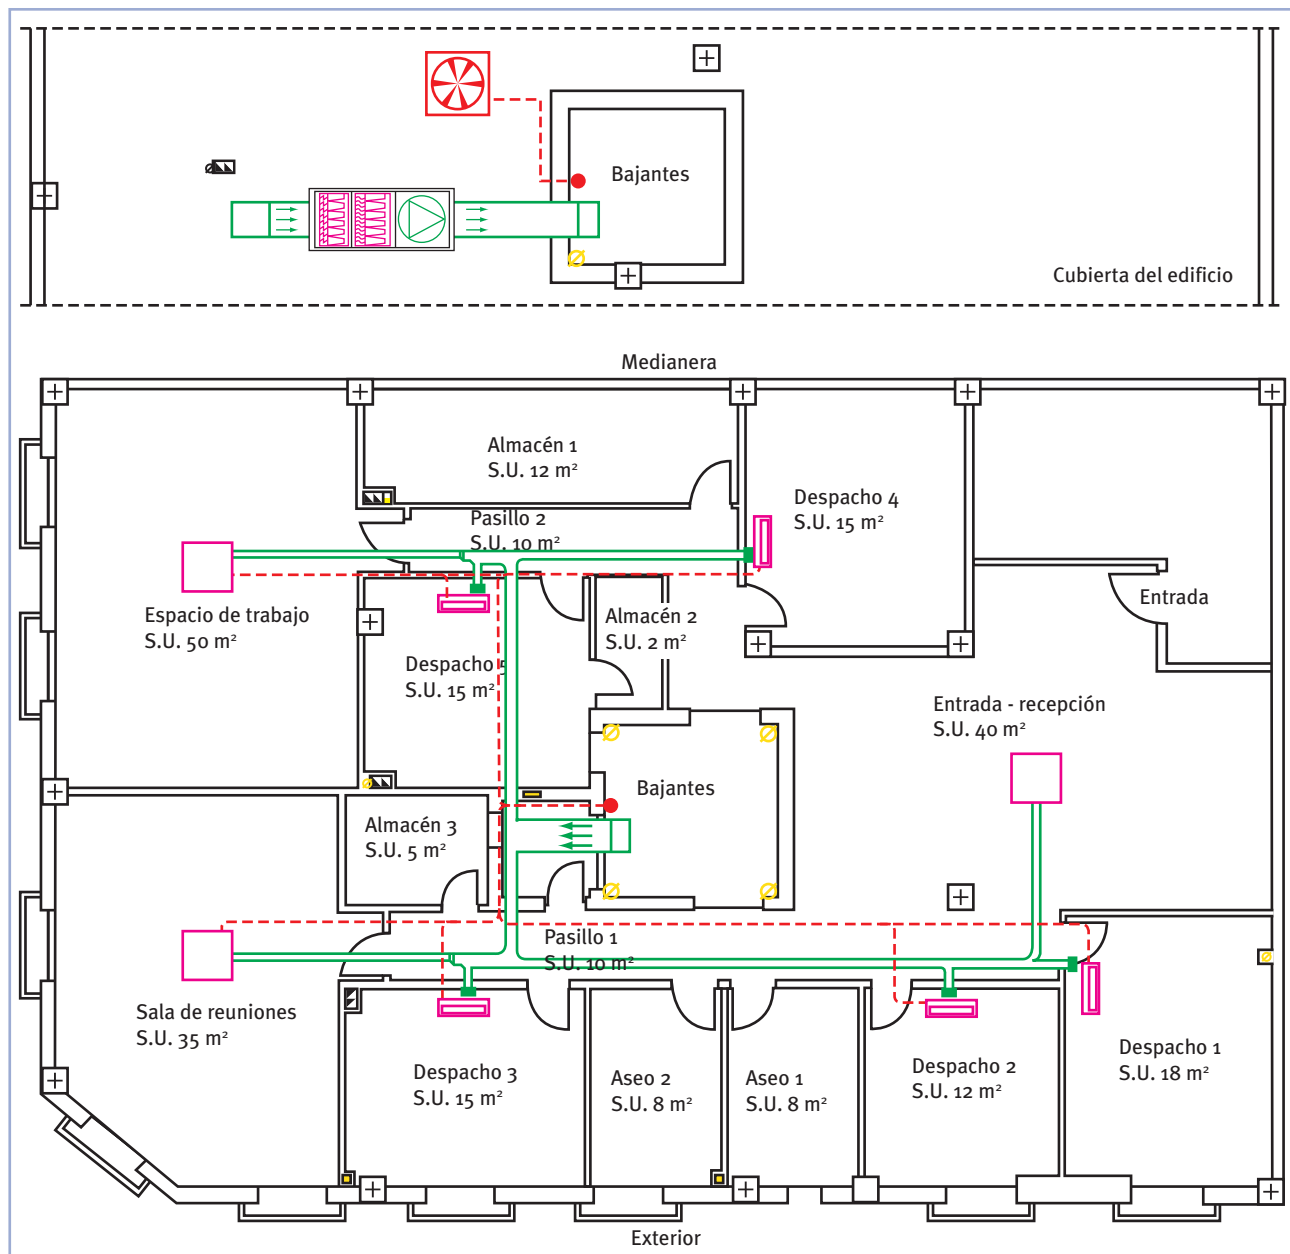 Bajantes
Cubierta del edificio
Medianera
Almacén 1
S.U. 12 m²
Despacho 4
S.U. 15 m²
Pasillo 2
S.U. 10 m²
Entrada
Espacio de trabajo
S.U. 50 m²
Almacén 2
S.U. 2 m²
Despacho 5
S.U. 15 m²
Entrada - recepción
S.U. 40 m²
Bajantes
Almacén 3
S.U. 5 m²
Pasillo 1
S.U. 10 m²
Sala de reuniones
S.U. 35 m²
Despacho 3
S.U. 15 m²
Aseo 2
S.U. 8 m²
Aseo 1
S.U. 8 m²
Despacho 2
S.U. 12 m²
Despacho 1
S.U. 18 m²
Exterior